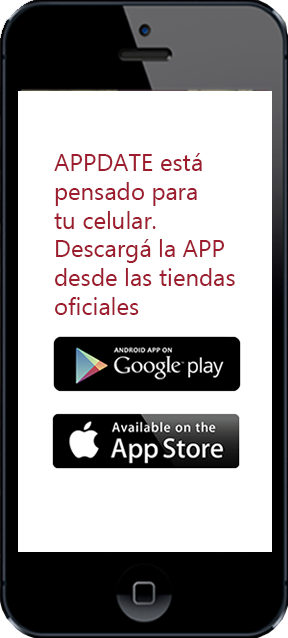 APPDATE está
pensado para
tu celular.
Descargá la APP
desde las tiendas
oficiales
ANDROID APP ON
Google play
Available on the
App Store